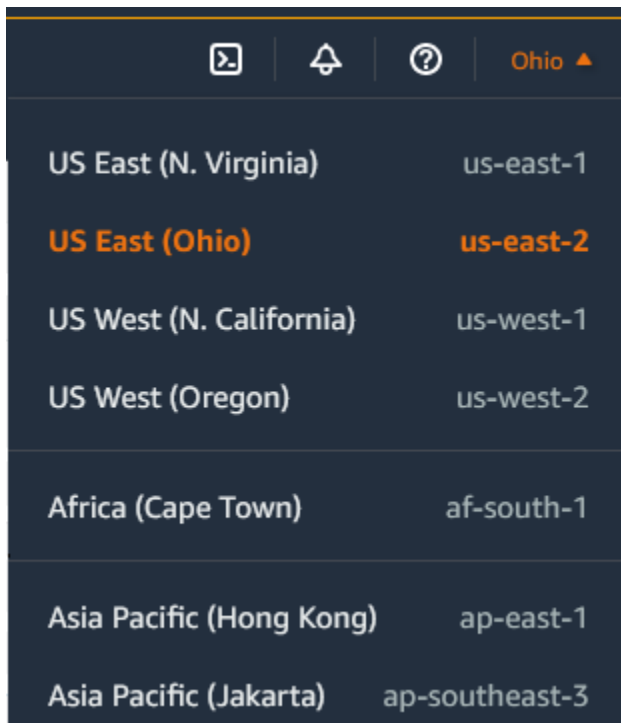 Ohio
US East (N. Virginia) us-east-1
US East (Ohio) us-east-2
US West (N. California) us-west-1
US West (Oregon) us-west-2
Africa (Cape Town) af-south-1
Asia Pacific (Hong Kong) ap-east-1
Asia Pacific (Jakarta) ap-southeast-3